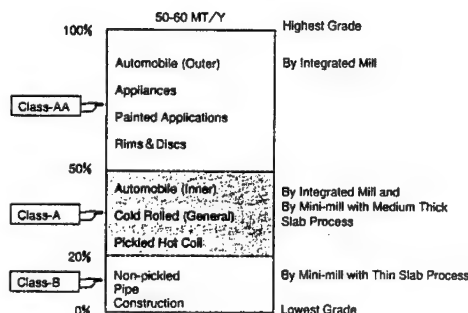 50-60 MT/Y
100%
Highest Grade
Automobile (Outer)
By Integrated Mill
Appliances
Class-AA
Painted Applications
Rims & Discs
50%
Automobile (Inner)
By Integrated Mill and
By Mini-mill with Medium Thick
Slab Process
Class-A
Cold Rolled (General)
Pickled Hot Coil
20%
Non-pickled
By Mini-mill with Thin Slab Process
Class-B
Pipe
Construction
0%
Lowest Grade